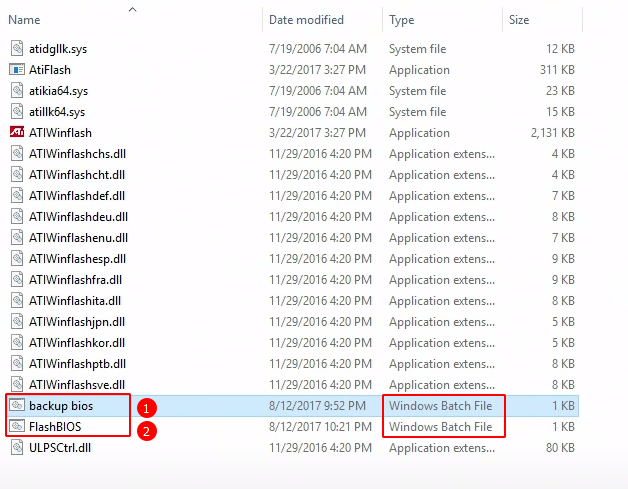 Name Date modified Type Size
atidgllk.sys 7/19/2006 7:04 AM System file 12 KB
AtiFlash 3/22/2017 3:27 PM Application 311 KB
atikia64.sys 7/19/2006 7:04 AM System file 23 KB
atillk64.sys 7/19/2006 7:04 AM System file 15 KB
Ati ATIWinflash 3/22/2017 3:27 PM Application 2,131 KB
ATIWinflashchs.dll 11/29/2016 4:20 PM Application extens... 4 KB
ATIWinflashcht.dll 11/29/2016 4:20 PM Application extens... 4 KB
ATIWinflashdef.dll 11/29/2016 4:20 PM Application extens... 7 KB
ATIWinflashdeu.dll 11/29/2016 4:20 PM Application extens... 8 KB
ATIWinflashenu.dll 11/29/2016 4:20 PM Application extens... 7 KB
ATIWinflashesp.dll 11/29/2016 4:20 PM Application extens... 9 KB
ATIWinflashfra.dll 11/29/2016 4:20 PM Application extens... 9 KB
ATIWinflashita.dll 11/29/2016 4:20 PM Application extens... 8 KB
ATIWinflashjpn.dll 11/29/2016 4:20 PM Application extens... 5 KB
ATIWinflashkor.dll 11/29/2016 4:20 PM Application extens... 5 KB
ATIWinflashptb.dll 11/29/2016 4:20 PM Application extens... 8 KB
ATIWinflashsve.dll 11/29/2016 4:20 PM Application extens... 8 KB
backup bios 1 8/12/2017 9:52 PM Windows Batch File 1 KB
FlashBIOS 2 8/12/2017 10:21 PM Windows Batch File 1 KB
ULPSCtrl.dll 11/29/2016 4:20 PM Application extens... 80 KB